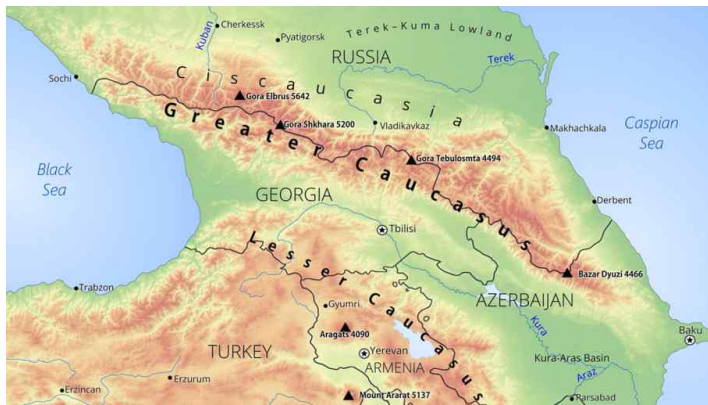 Cherkessk
Kuban
Pyatigorsk
Terek-Kuma Lowland
RUSSIA
Terek
Sochi
Ciscaucasia
Gora Elbrus 5642
Greater Caucasus
Gora Shkhara 5200
Vladikavkaz
Makhachkala
Caspian
Sea
Gora Tebulosmta 4494
Black
Sea
GEORGIA
Derbent
Tbilisi
Lesser Caucasus
Bazar Dyuzi 4466
Trabzon
AZERBAIJAN
Gyumri
Kura
Aragats 4090
Baku
TURKEY
Yerevan
Kura-Aras Basin
ARMENIA
Araz
Erzurum
Erzincan
Mount Ararat 5137
Parsabad